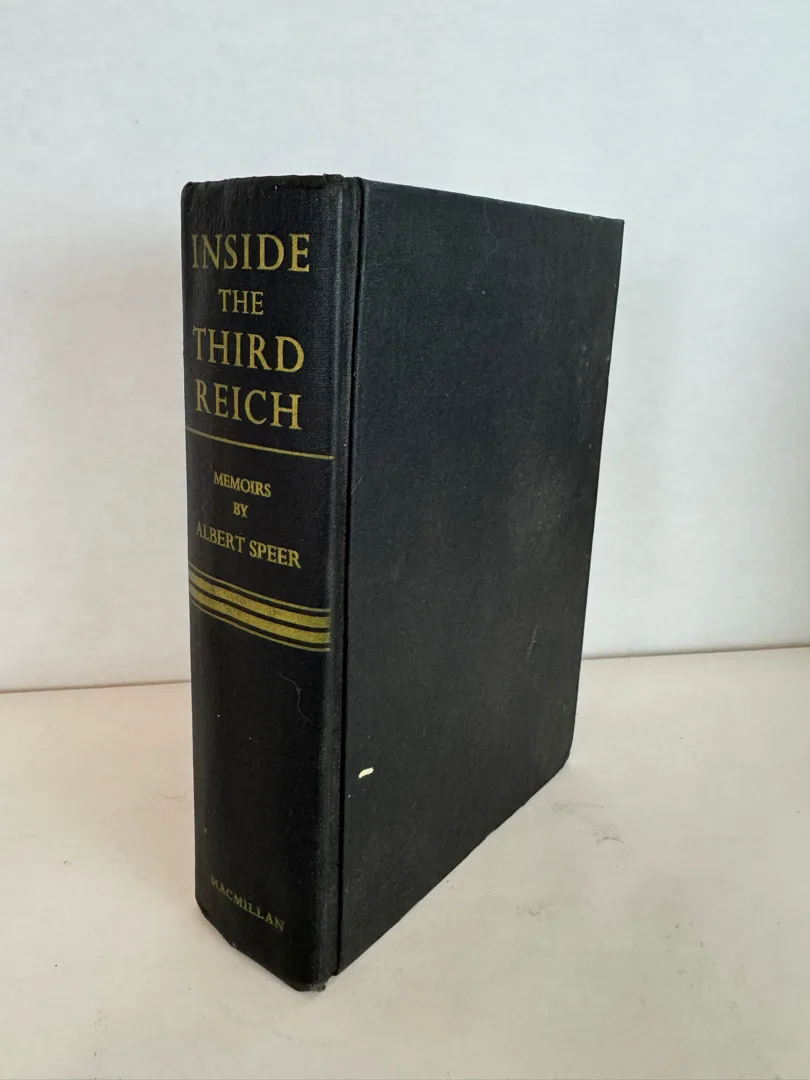 INSIDE
THE
THIRD
REICH
MEMOIRS
BY
ALBERT SPEER
MACMILLAN